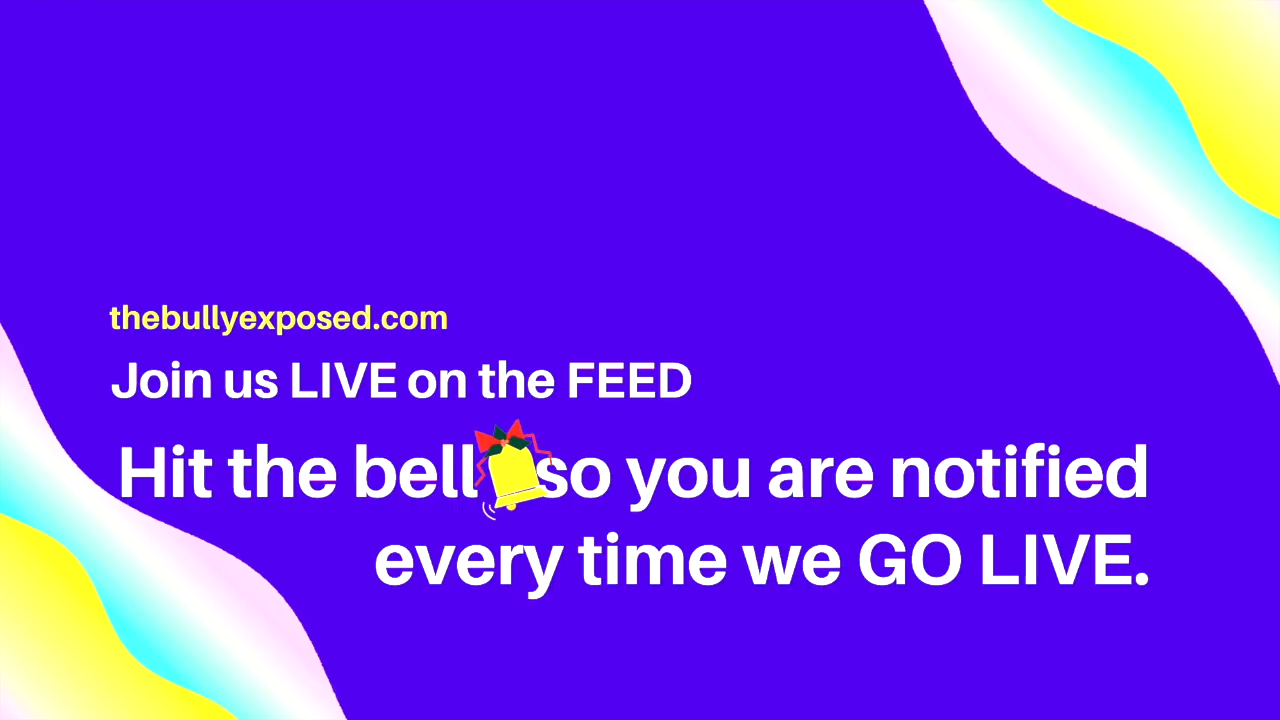 thebullyexposed.com
Join us LIVE on the FEED
Hit the bell so you are notified
every time we GO LIVE.